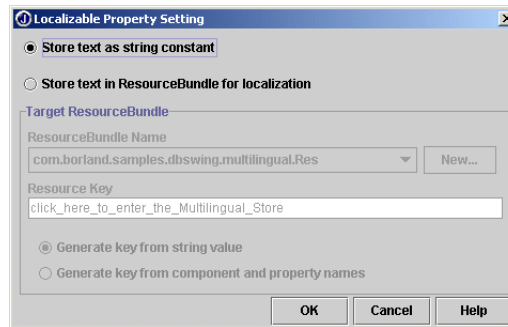 Localizable Property Setting
Store text as string constant
Store text in ResourceBundle for localization
Target ResourceBundle
ResourceBundle Name
com.borland.samples.dbswing.multilingual.Res
New...
Resource Key
click_here_to_enter_the_Multilingual_Store
Generate key from string value
Generate key from component and property names
OK Cancel Help